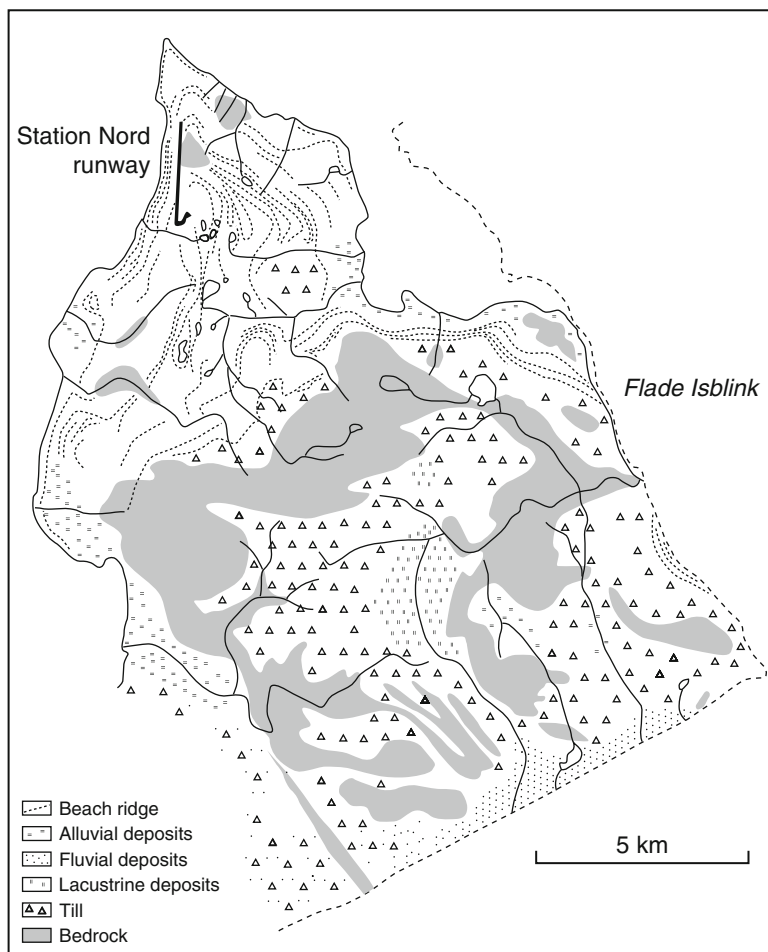 Station Nord
runway
Flade Isblink
Beach ridge
Alluvial deposits
Fluvial deposits
Lacustrine deposits
Till
Bedrock
5 km